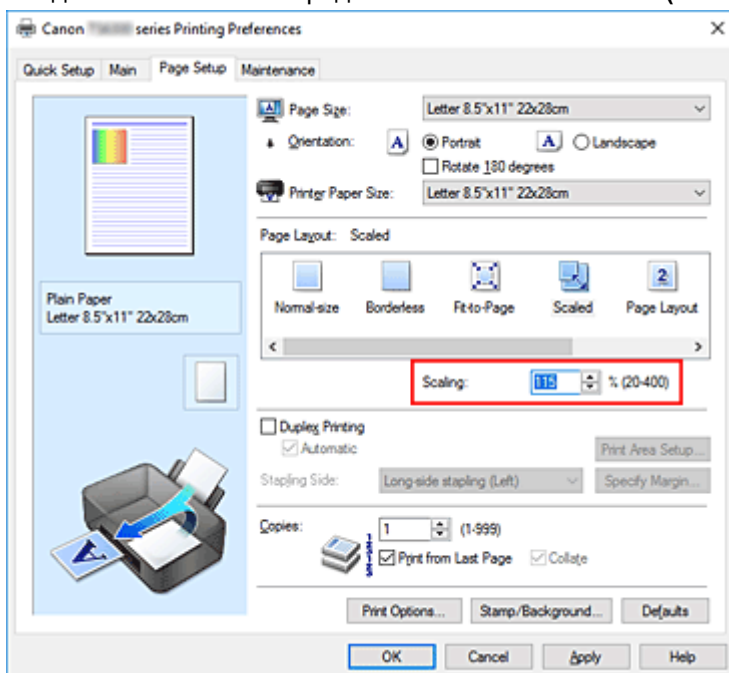 Canon series Printing Preferences
Quick Setup Main Page Setup Maintenance
Page Size: Letter 8.5"x11" 22x28cm
Orientation: A Portrait A Landscape
Rotate 180 degrees
Printer Paper Size: Letter 8.5"x11" 22x28cm
Page Layout: Scaled
2
Normal-size Borderless Fit-to-Page Scaled Page Layout
Plain Paper
Letter 8.5"x11" 22x28cm
Scaling: 115 % (20-400)
Duplex Printing
Automatic
Print Area Setup...
Stapling Side: Long-side stapling (Left) Specify Margin...
Copies: 1 (1-999)
Print from Last Page Collate
A
Print Options... Stamp/Background... Defaults
OK Cancel Apply Help